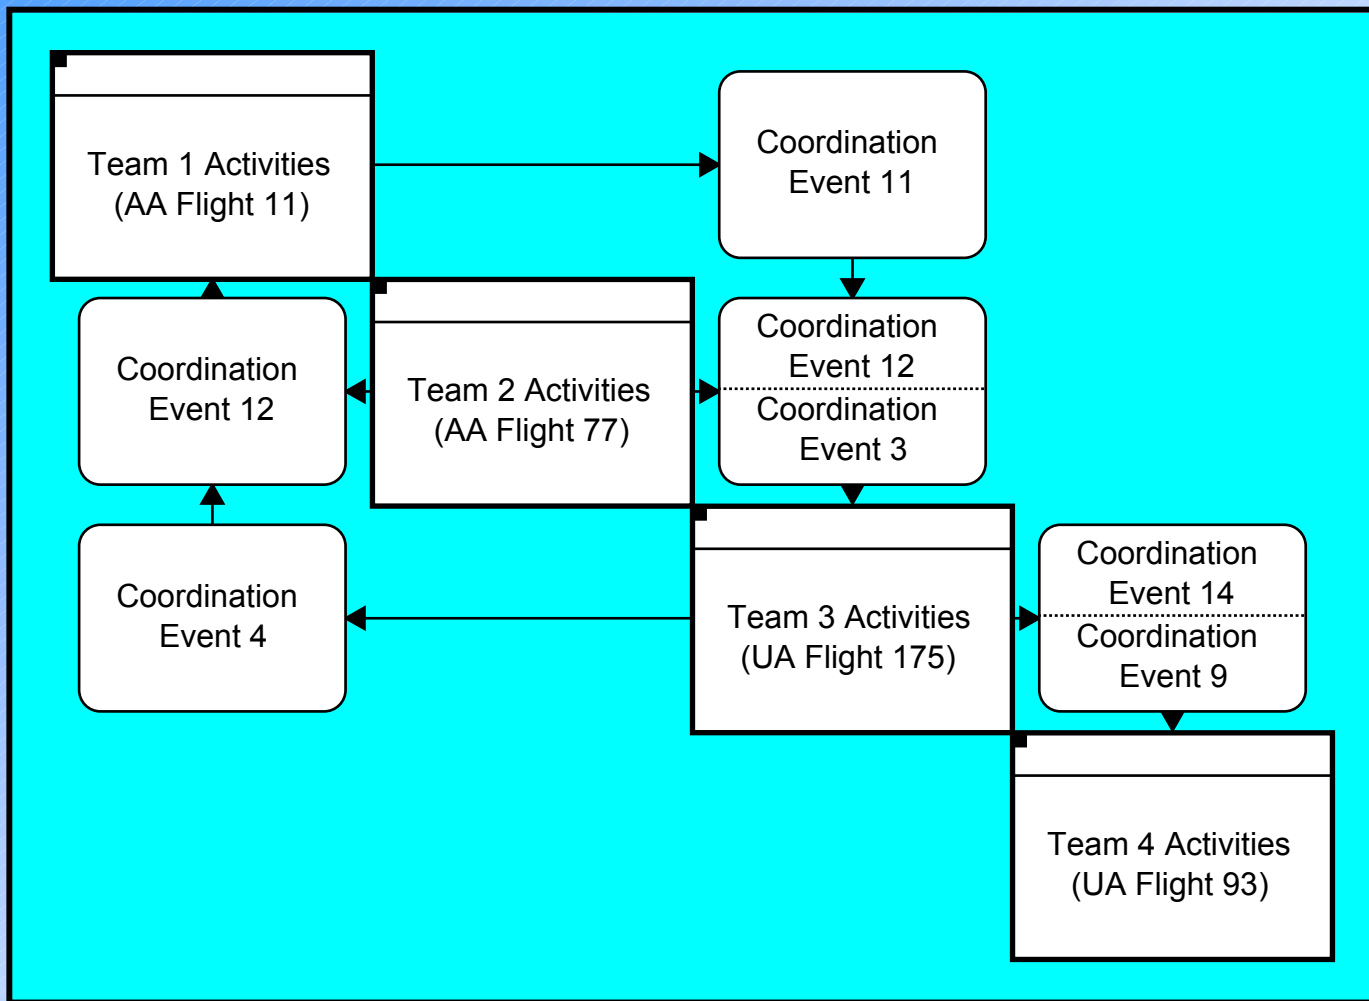 Team 1 Activities
(AA Flight 11)
Coordination
Event 11
Coordination
Event 12
Team 2 Activities
(AA Flight 77)
Coordination
Event 12
Coordination
Event 3
Coordination
Event 4
Team 3 Activities
(UA Flight 175)
Coordination
Event 14
Coordination
Event 9
Team 4 Activities
(UA Flight 93)